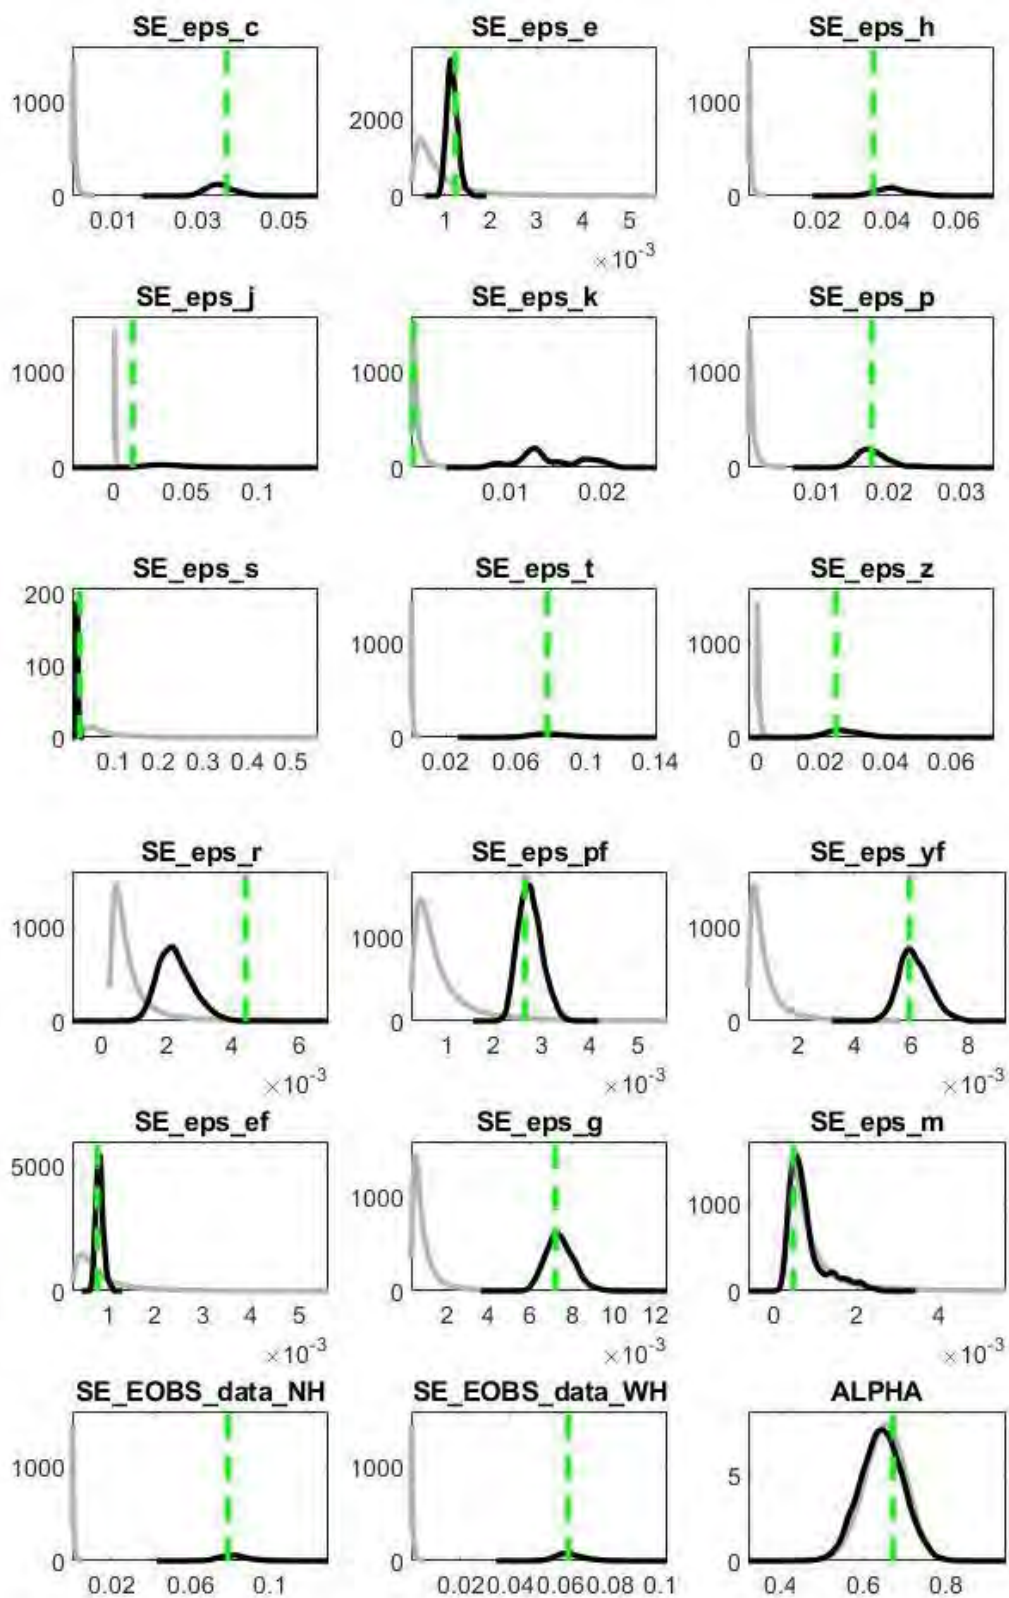 SE_eps_c SE_eps_e SE_eps_h
1000 2000 1000
0 0 0
0.01 0.03 0.05 1 2 3 4 5 0.02 0.04 0.06
×10-3
SE_eps_j SE_eps_k SE_eps_p
1000 1000 1000
0 0 0
0 0.05 0.1 0.01 0.02 0.01 0.02 0.03
SE_eps_s SE_eps_t SE_eps_z
200 1000 1000
100
0 0 0
0.1 0.2 0.3 0.4 0.5 0.02 0.06 0.1 0.14 0 0.02 0.04 0.06
SE_eps_r SE_eps_pf SE_eps_yf
1000 1000 1000
0 0 0
0 2 4 6 1 2 3 4 5 2 4 6 8
×10-3 ×10-3 ×10-3
SE_eps_ef SE_eps_g SE_eps_m
5000 1000 1000
0 0 0
1 2 3 4 5 2 4 6 8 10 12 0 2 4
×10-3 ×10-3 ×10-3
SE_EOBS_data_NH SE_EOBS_data_WH ALPHA
1000 1000 5
0 0 0
0.02 0.06 0.1 0.02 0.04 0.06 0.08 0.1 0.4 0.6 0.8